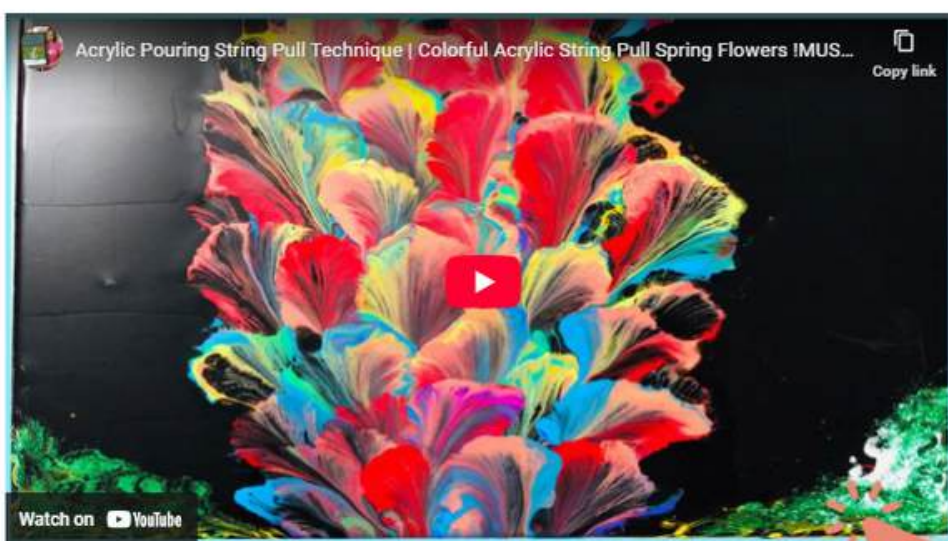 Acrylic Pouring String Pull Technique | Colorful Acrylic String Pull Spring Flowers !MUS...
Copy link
Watch on YouTube